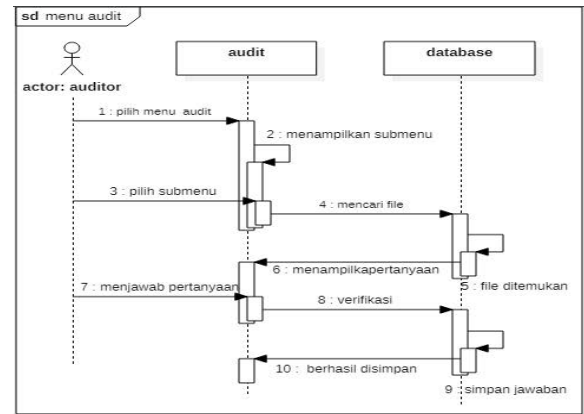 sd menu audit
audit
database
actor: auditor
1 : pilih menu audit
2 : menampilkan submenu
3 : pilih submenu
4 : mencari file
6 : menampilkapertanyaan
5 : file ditemukan
7 : menjawab pertanyaan
8 : verifikasi
10 : berhasil disimpan
9 : simpan jawaban